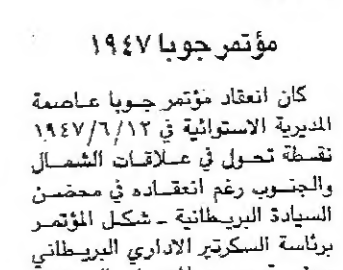 مؤتمر جوبا ١٩٤٧
كان انعقاد مؤتمر جوبا عاصمة
المديرية الاستوائية في ١٩٤٧/٦/١٢
نقطة تحول في علاقات الشمال
والجنوب رغم انعقاده في محضن
السيادة البريطانية ـ شكل المؤتمر
برئاسة السكرتير الاداري البريطاني